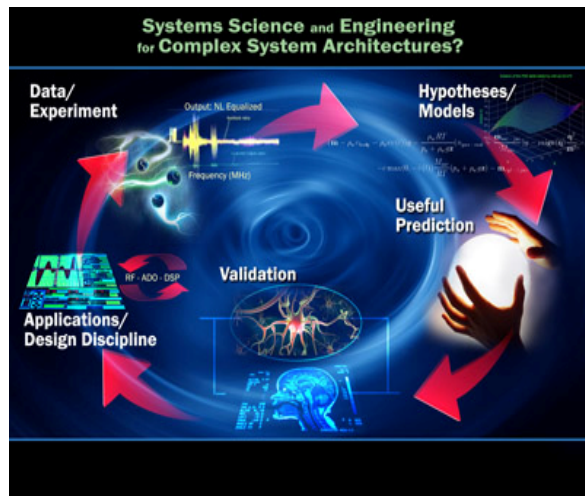 Systems Science and Engineering
for Complex System Architectures?
Data/
Experiment
Output: NL Equalized
Frequency (MHz)
Hypotheses/
Models
Useful
Prediction
Validation
RF - ADO - DSP
Applications/
Design Discipline